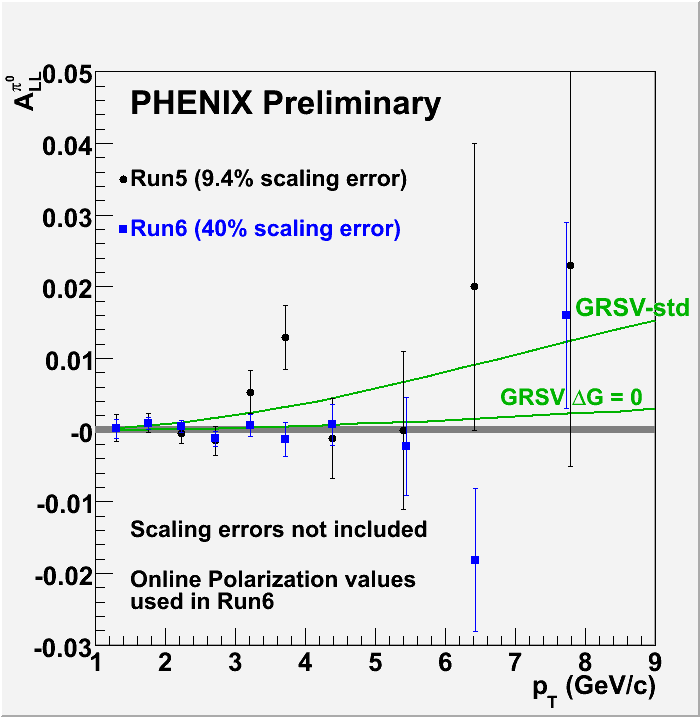 A_LL^π⁰
0.05
PHENIX Preliminary
0.04
Run5 (9.4% scaling error)
0.03
Run6 (40% scaling error)
0.02
GRSV-std
0.01
GRSV ΔG = 0
-0
-0.01
Scaling errors not included
-0.02
Online Polarization values
used in Run6
-0.03
1 2 3 4 5 6 7 8 9
p_T (GeV/c)